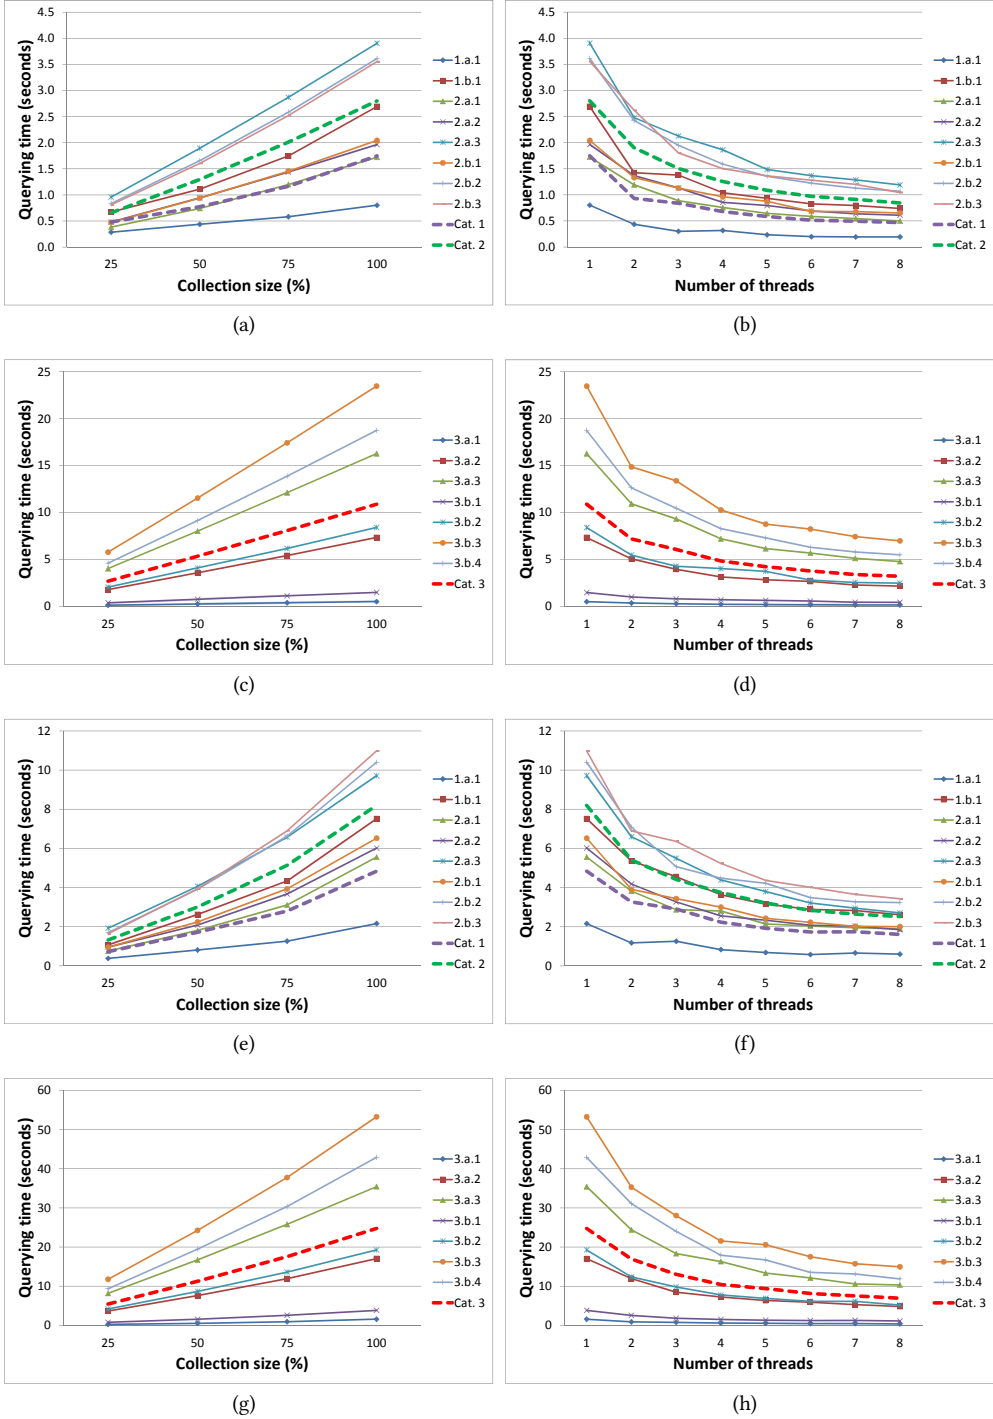 4.5
4.0
3.5
3.0
2.5
2.0
1.5
1.0
0.5
0.0
Querying time (seconds)
25 50 75 100
Collection size (%)
1.a.1
1.b.1
2.a.1
2.a.2
2.a.3
2.b.1
2.b.2
2.b.3
Cat. 1
Cat. 2
(a)
4.5
4.0
3.5
3.0
2.5
2.0
1.5
1.0
0.5
0.0
Querying time (seconds)
1 2 3 4 5 6 7 8
Number of threads
1.a.1
1.b.1
2.a.1
2.a.2
2.a.3
2.b.1
2.b.2
2.b.3
Cat. 1
Cat. 2
(b)
25
20
15
10
5
0
Querying time (seconds)
25 50 75 100
Collection size (%)
3.a.1
3.a.2
3.a.3
3.b.1
3.b.2
3.b.3
3.b.4
Cat. 3
(c)
25
20
15
10
5
0
Querying time (seconds)
1 2 3 4 5 6 7 8
Number of threads
3.a.1
3.a.2
3.a.3
3.b.1
3.b.2
3.b.3
3.b.4
Cat. 3
(d)
12
10
8
6
4
2
0
Querying time (seconds)
25 50 75 100
Collection size (%)
1.a.1
1.b.1
2.a.1
2.a.2
2.a.3
2.b.1
2.b.2
2.b.3
Cat. 1
Cat. 2
(e)
12
10
8
6
4
2
0
Querying time (seconds)
1 2 3 4 5 6 7 8
Number of threads
1.a.1
1.b.1
2.a.1
2.a.2
2.a.3
2.b.1
2.b.2
2.b.3
Cat. 1
Cat. 2
(f)
60
50
40
30
20
10
0
Querying time (seconds)
25 50 75 100
Collection size (%)
3.a.1
3.a.2
3.a.3
3.b.1
3.b.2
3.b.3
3.b.4
Cat. 3
(g)
60
50
40
30
20
10
0
Querying time (seconds)
1 2 3 4 5 6 7 8
Number of threads
3.a.1
3.a.2
3.a.3
3.b.1
3.b.2
3.b.3
3.b.4
Cat. 3
(h)